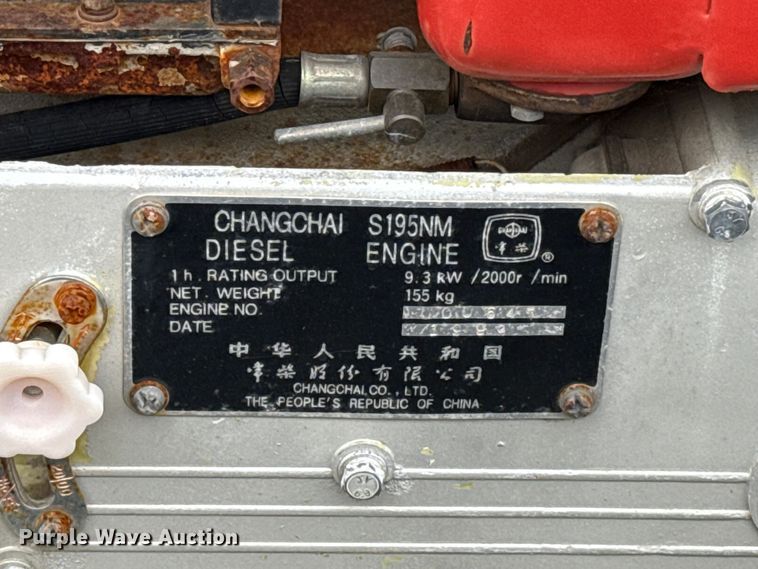 CHANGCHAI S195NM
DIESEL ENGINE
®
1h. RATING OUTPUT 9.3 kW /2000r /min
NET. WEIGHT 155 kg
ENGINE NO.
DATE
中华人民共和国
常柴股份有限公司
CHANGCHAI.CO., LTD.
THE PEOPLE'S REPUBLIC OF CHINA
Purple Wave Auction